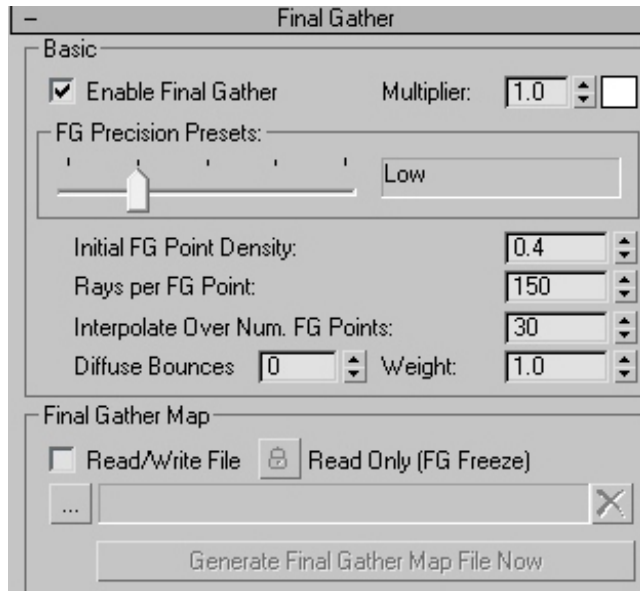 – Final Gather
Basic
Enable Final Gather Multiplier: 1.0
FG Precision Presets:
Low
Initial FG Point Density: 0.4
Rays per FG Point: 150
Interpolate Over Num. FG Points: 30
Diffuse Bounces 0 Weight: 1.0
Final Gather Map
Read/Write File Read Only (FG Freeze)
...
Generate Final Gather Map File Now